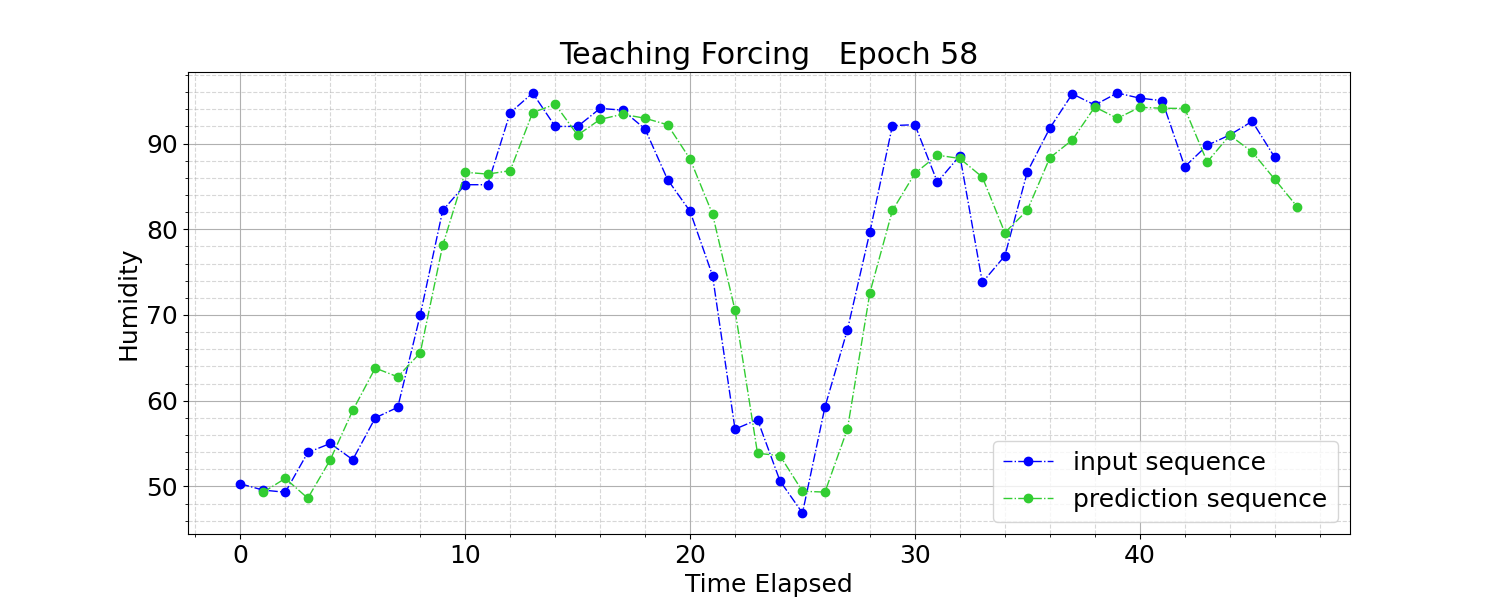 Teaching Forcing   Epoch 58
Humidity
90
80
70
60
50
0 10 20 30 40
Time Elapsed
input sequence
prediction sequence